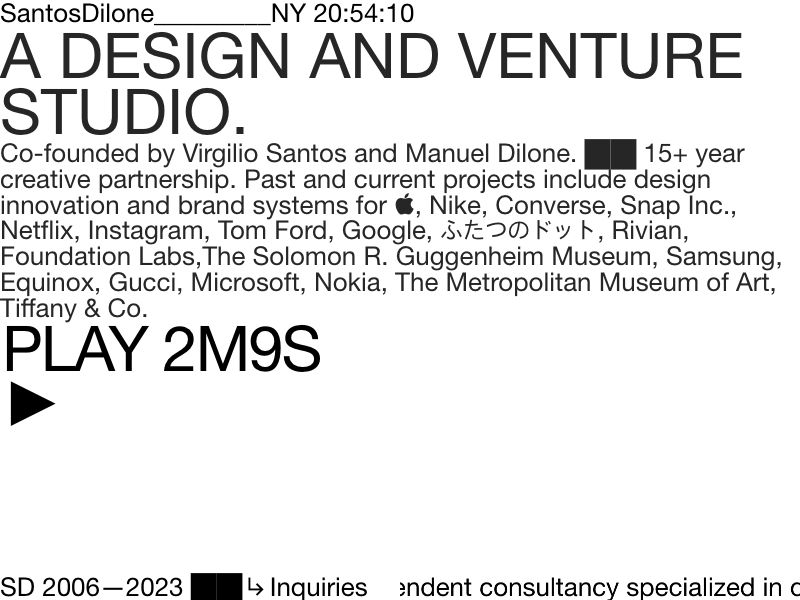 SantosDilone_________NY 20:54:10
A DESIGN AND VENTURE
STUDIO.
Co-founded by Virgilio Santos and Manuel Dilone. ██ 15+ year
creative partnership. Past and current projects include design
innovation and brand systems for , Nike, Converse, Snap Inc.,
Netflix, Instagram, Tom Ford, Google, ふたつのドット, Rivian,
Foundation Labs,The Solomon R. Guggenheim Museum, Samsung,
Equinox, Gucci, Microsoft, Nokia, The Metropolitan Museum of Art,
Tiffany & Co.
PLAY 2M9S
▶
SD 2006—2023 ██↳ Inquiries endent consultancy specialized in